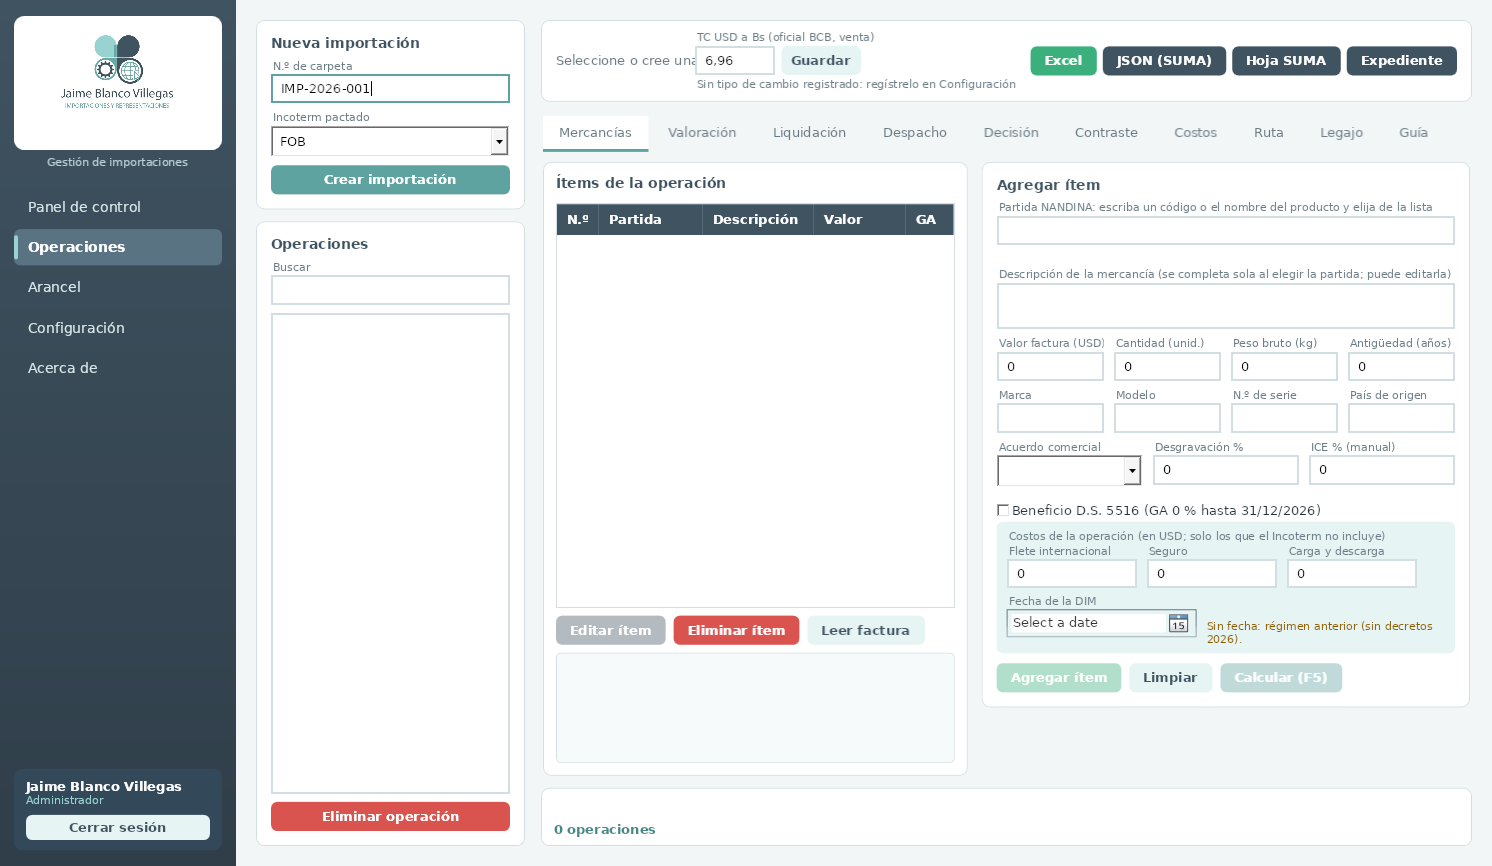 Jaime Blanco Villegas
IMPORTACIONES Y REPRESENTACIONES
Gestión de importaciones
Panel de control
Operaciones
Arancel
Configuración
Acerca de
Jaime Blanco Villegas
Administrador
Cerrar sesión
Nueva importación
N.º de carpeta
IMP-2026-001
Incoterm pactado
FOB
Crear importación
Operaciones
Buscar
Eliminar operación
Seleccione o cree una
TC USD a Bs (oficial BCB, venta)
6,96
Guardar
Sin tipo de cambio registrado: regístrelo en Configuración
Excel
JSON (SUMA)
Hoja SUMA
Expediente
Mercancías
Valoración
Liquidación
Despacho
Decisión
Contraste
Costos
Ruta
Legajo
Guía
Ítems de la operación
N.º Partida Descripción Valor GA
Editar ítem
Eliminar ítem
Leer factura
Agregar ítem
Partida NANDINA: escriba un código o el nombre del producto y elija de la lista
Descripción de la mercancía (se completa sola al elegir la partida; puede editarla)
Valor factura (USD) Cantidad (unid.) Peso bruto (kg) Antigüedad (años)
0 0 0 0
Marca Modelo N.º de serie País de origen
Acuerdo comercial Desgravación % ICE % (manual)
0 0
Beneficio D.S. 5516 (GA 0 % hasta 31/12/2026)
Costos de la operación (en USD; solo los que el Incoterm no incluye)
Flete internacional Seguro Carga y descarga
0 0 0
Fecha de la DIM
Select a date
15
Sin fecha: régimen anterior (sin decretos
2026).
Agregar ítem
Limpiar
Calcular (F5)
0 operaciones